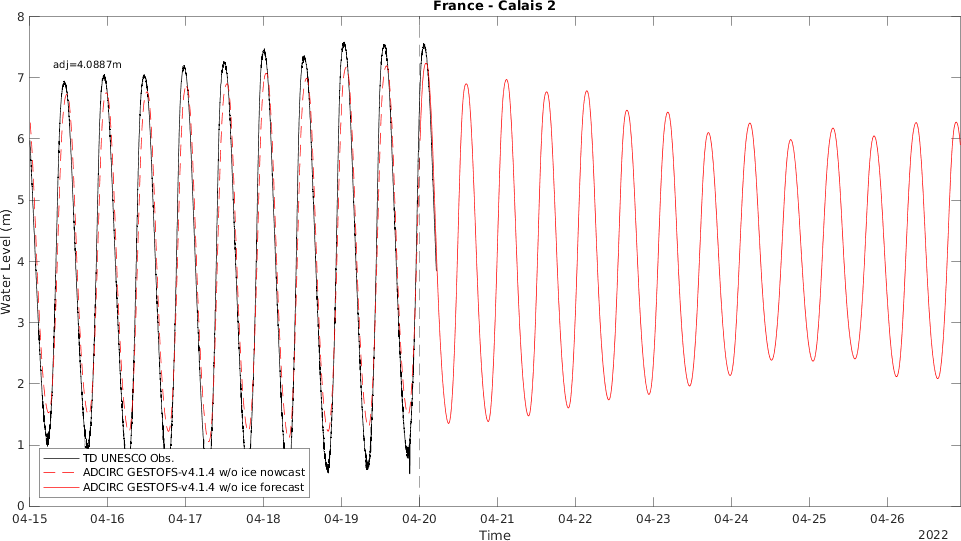 France - Calais 2
adj=4.0887m
Water Level (m)
8
7
6
5
4
3
2
1
0
TD UNESCO Obs.
ADCIRC GESTOFS-v4.1.4 w/o ice nowcast
ADCIRC GESTOFS-v4.1.4 w/o ice forecast
04-15 04-16 04-17 04-18 04-19 04-20 04-21 04-22 04-23 04-24 04-25 04-26
Time
2022